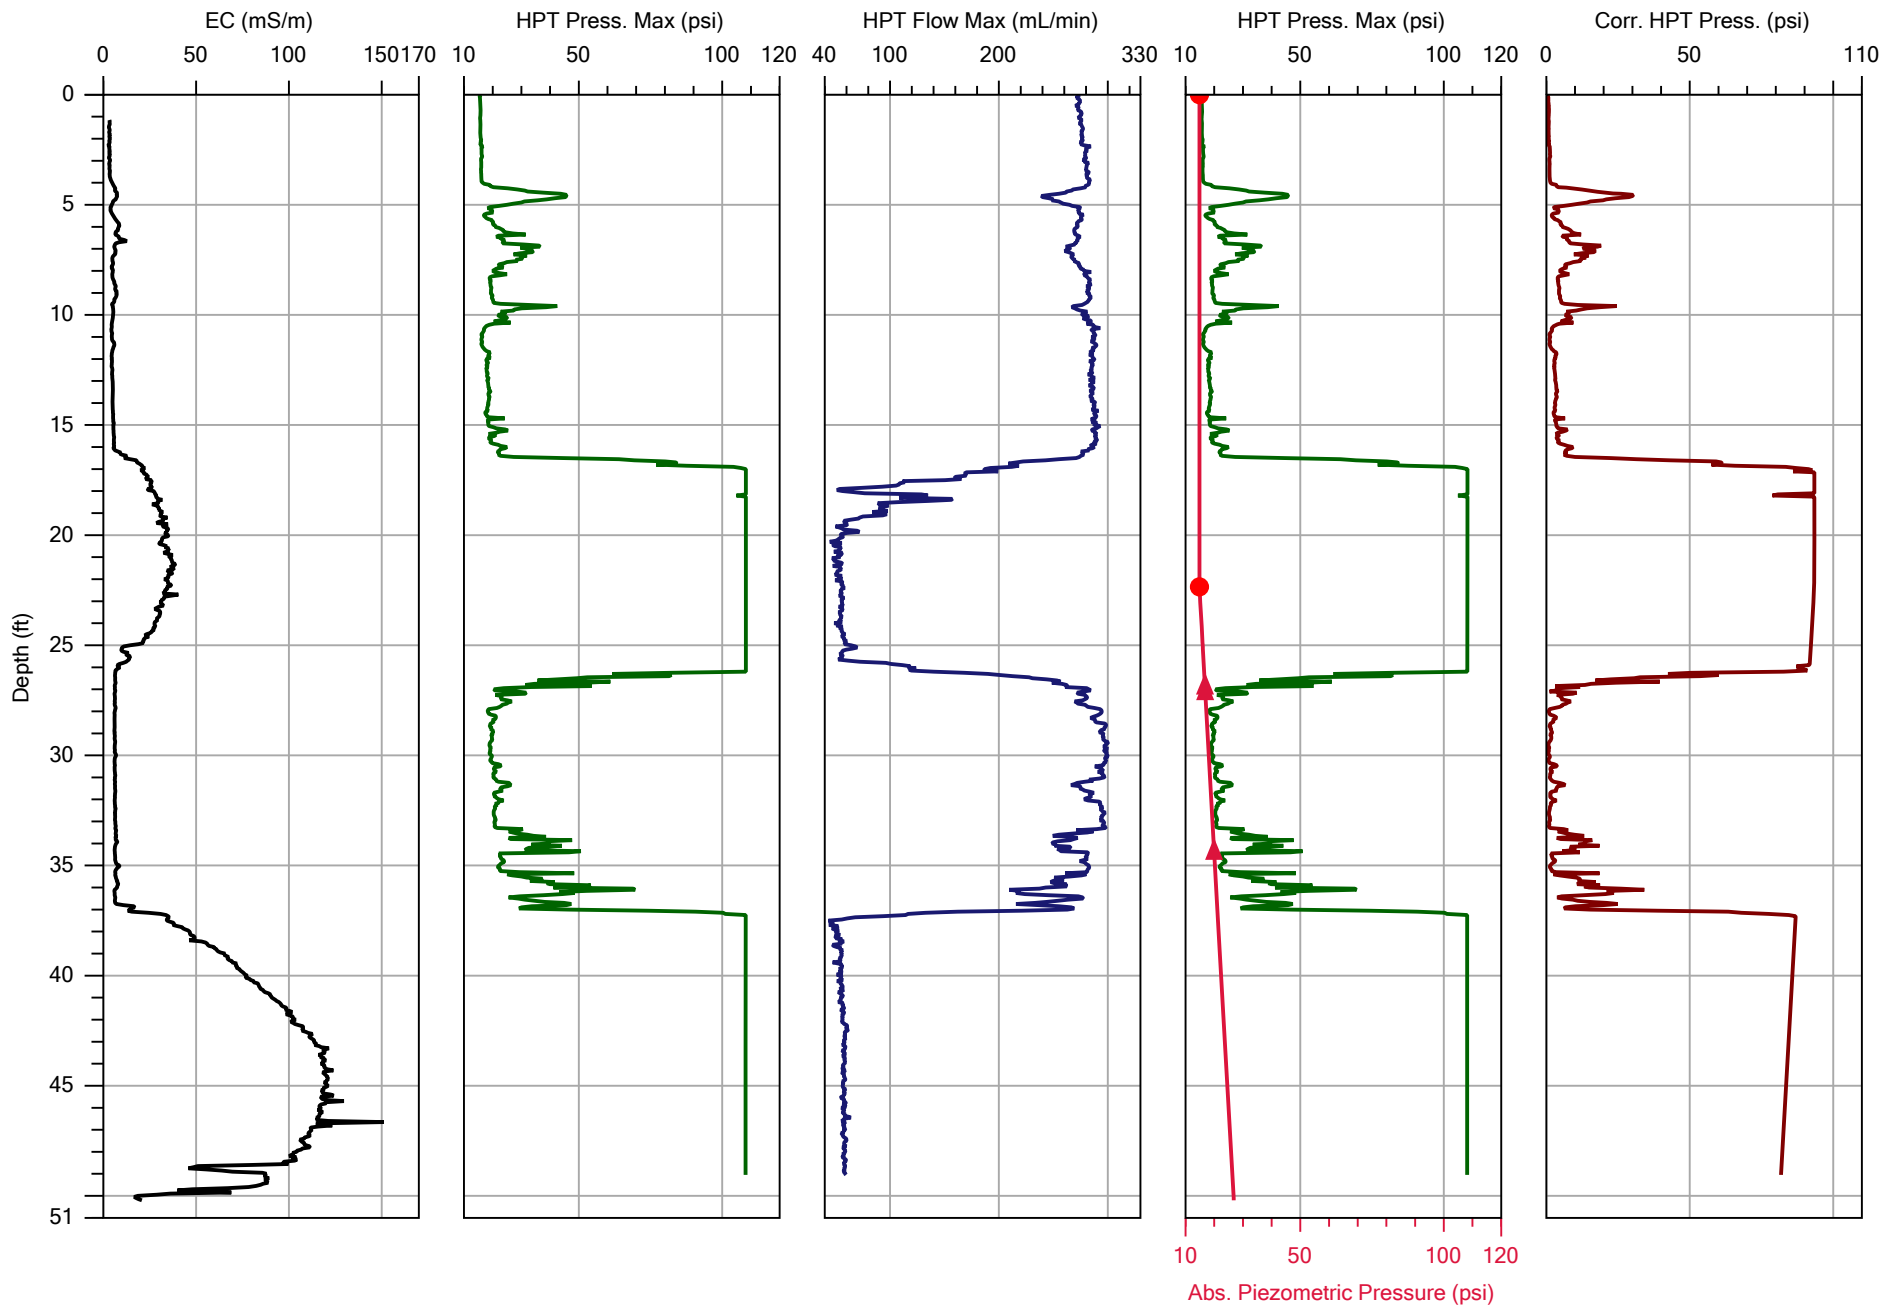 EC (mS/m) HPT Press. Max (psi) HPT Flow Max (mL/min) HPT Press. Max (psi) Corr. HPT Press. (psi)
0 50 100 150 170 10 50 100 120 40 100 200 330 10 50 100 120 0 50 110
0
5
10
15
20
25
30
35
40
45
51
Depth (ft)
10 50 100 120
Abs. Piezometric Pressure (psi)